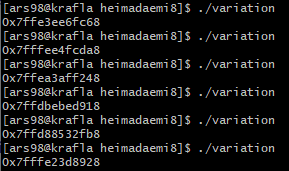 [ars98@krafla heimadaemi8]$ ./variation
0x7ffe3ee6fc68
[ars98@krafla heimadaemi8]$ ./variation
0x7fffee4fcda8
[ars98@krafla heimadaemi8]$ ./variation
0x7ffea3aff248
[ars98@krafla heimadaemi8]$ ./variation
0x7ffdbebed918
[ars98@krafla heimadaemi8]$ ./variation
0x7ffd88532fb8
[ars98@krafla heimadaemi8]$ ./variation
0x7fffe23d8928